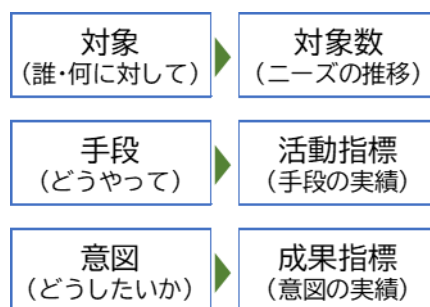 対象
(誰・何に対して)
対象数
(ニーズの推移)
手段
(どうやって)
活動指標
(手段の実績)
意図
(どうしたいか)
成果指標
(意図の実績)